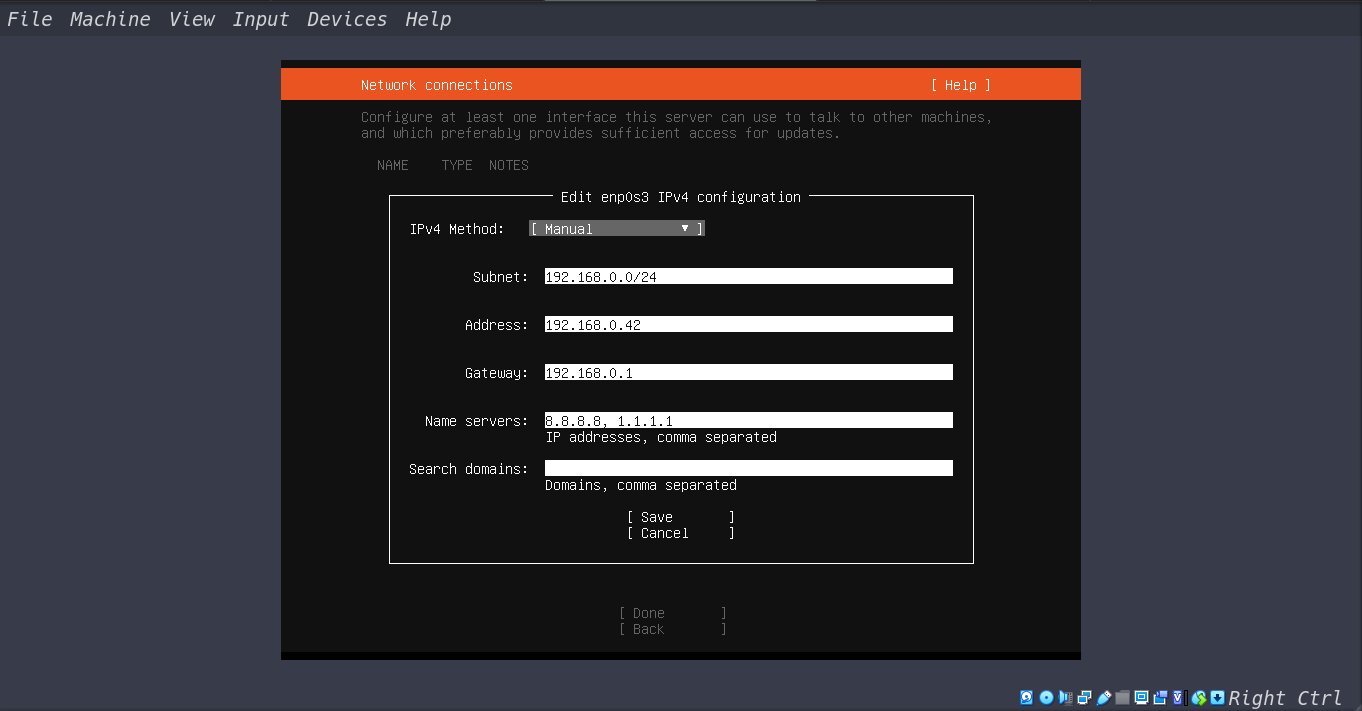 File Machine View Input Devices Help
Network connections [ Help ]
Configure at least one interface this server can use to talk to other machines,
and which preferably provides sufficient access for updates.
NAME TYPE NOTES
Edit enp0s3 IPv4 configuration
IPv4 Method: [ Manual ▼ ]
Subnet: 192.168.0.0/24
Address: 192.168.0.42
Gateway: 192.168.0.1
Name servers: 8.8.8.8, 1.1.1.1
IP addresses, comma separated
Search domains:
Domains, comma separated
[ Save ]
[ Cancel ]
[ Done ]
[ Back ]
Right Ctrl